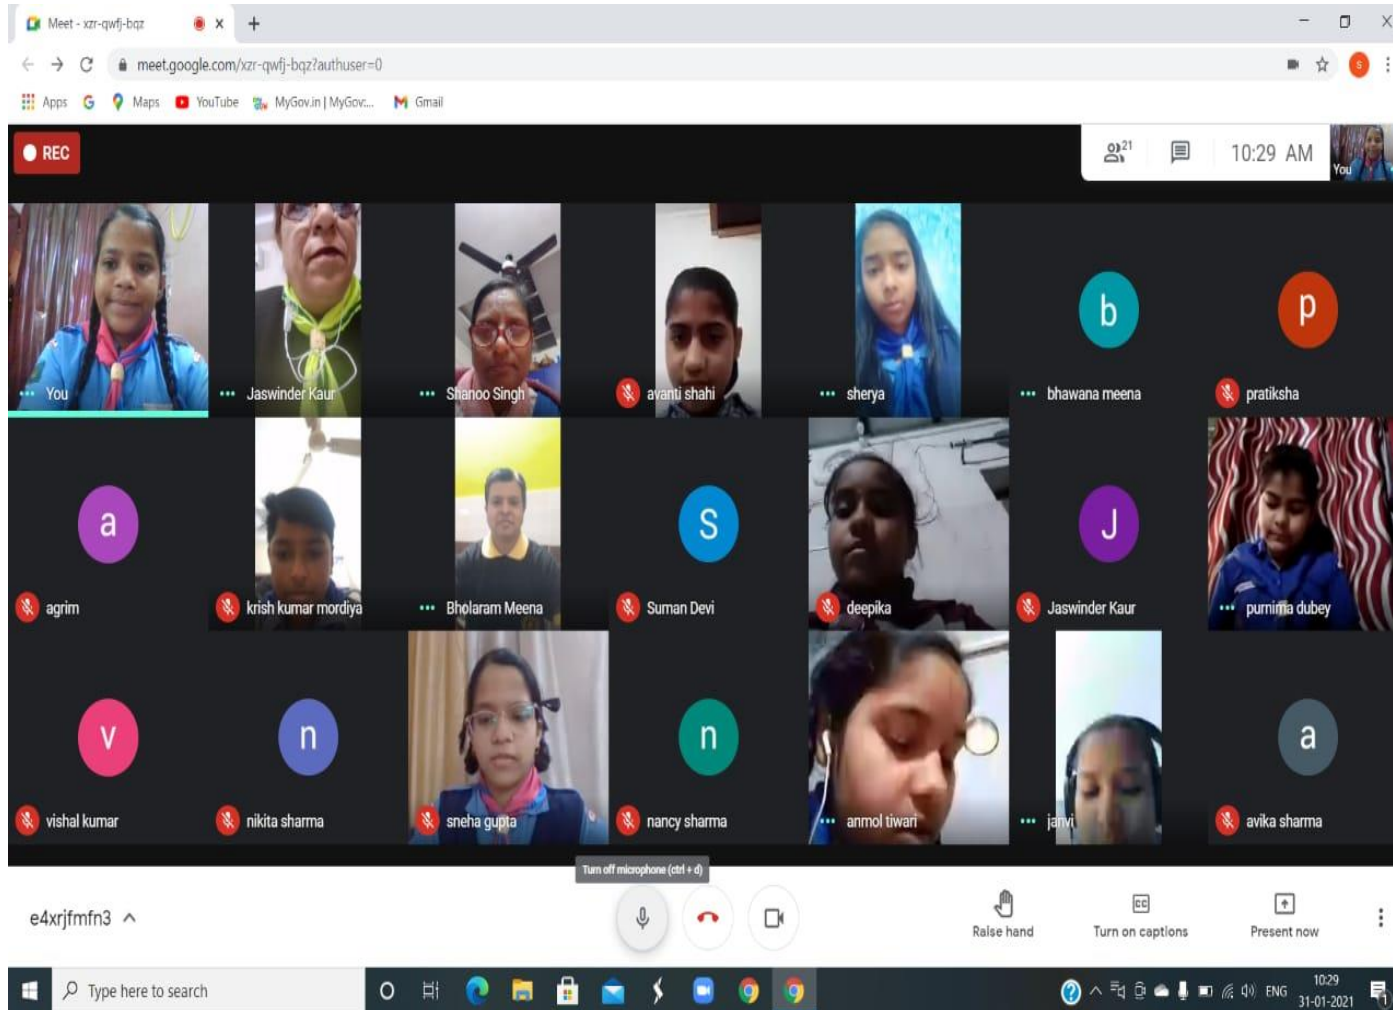 Meet - xzr-qwfj-bqz
meet.google.com/xzr-qwfj-bqz?authuser=0
S
Apps
Maps
YouTube
MyGov.in | MyGov:...
Gmail
REC
21
10:29 AM
You
You
Jaswinder Kaur
Shanoo Singh
avanti shahi
sherya
b
bhawana meena
p
pratiksha
a
agrim
krish kumar mordiya
Bholaram Meena
S
Suman Devi
deepika
J
Jaswinder Kaur
purnima dubey
v
vishal kumar
n
nikita sharma
sneha gupta
n
nancy sharma
anmol tiwari
janvi
a
avika sharma
Turn off microphone (ctrl + d)
e4xrjfmfn3
Raise hand
CC
Turn on captions
Present now
Type here to search
ENG
10:29
31-01-2021
1